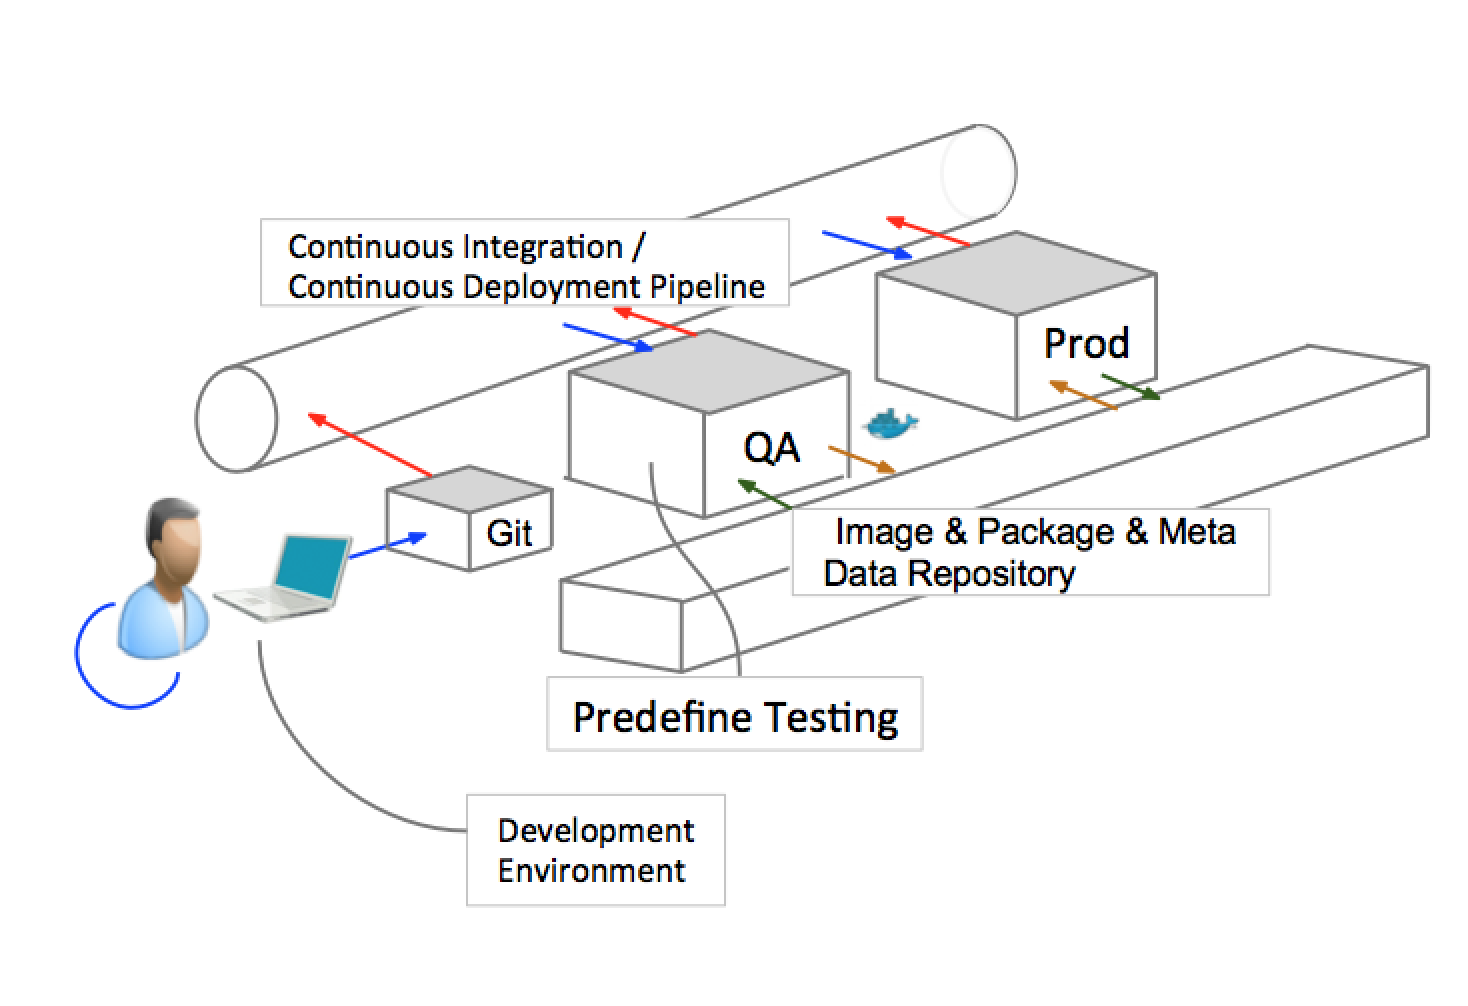 Continuous Integration /
Continuous Deployment Pipeline
Prod
QA
Git
Image & Package & Meta
Data Repository
Predefine Testing
Development
Environment